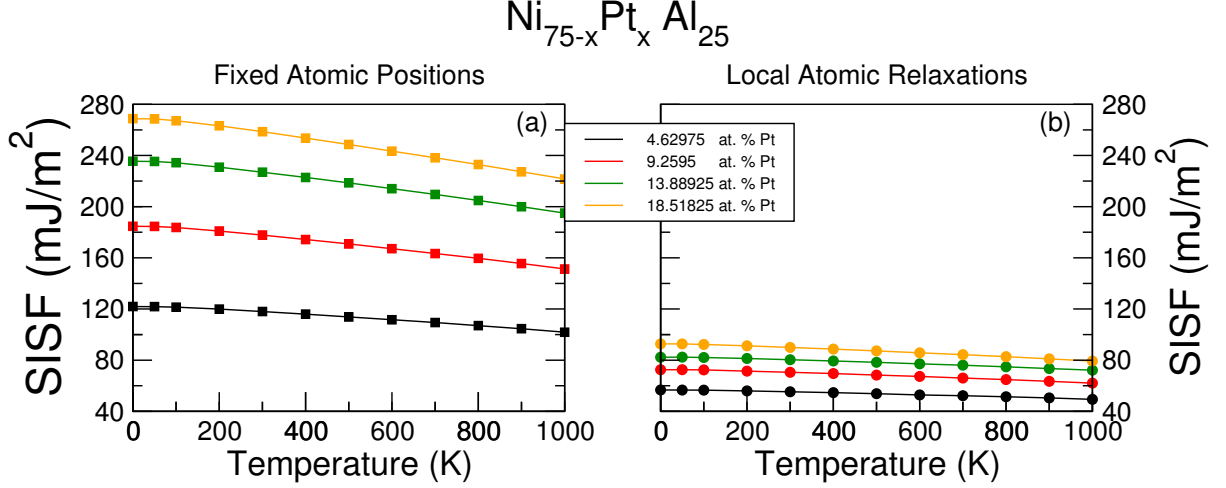 Ni75-xPtx Al25
Fixed Atomic Positions
Local Atomic Relaxations
SISF (mJ/m2)
280
240
200
160
120
80
40
(a)
4.62975 at. % Pt
9.2595 at. % Pt
13.88925 at. % Pt
18.51825 at. % Pt
(b)
280
240
200
160
120
80
40
SISF (mJ/m2)
0 200 400 600 800 1000
0 200 400 600 800 1000
Temperature (K)
Temperature (K)